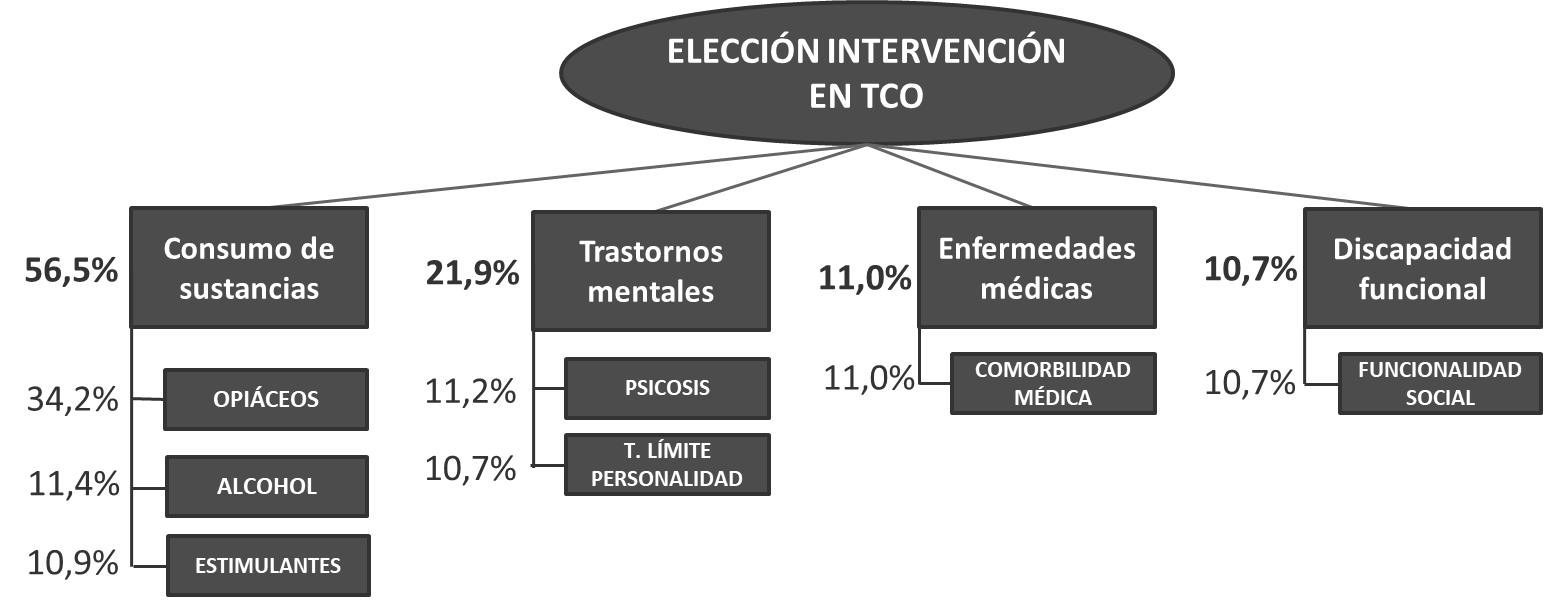 ELECCIÓN INTERVENCIÓN
EN TCO
56,5%
Consumo de
sustancias
34,2%
OPIÁCEOS
11,4%
ALCOHOL
10,9%
ESTIMULANTES
21,9%
Trastornos
mentales
11,2%
PSICOSIS
10,7%
T. LÍMITE
PERSONALIDAD
11,0%
Enfermedades
médicas
11,0%
COMORBILIDAD
MÉDICA
10,7%
Discapacidad
funcional
10,7%
FUNCIONALIDAD
SOCIAL